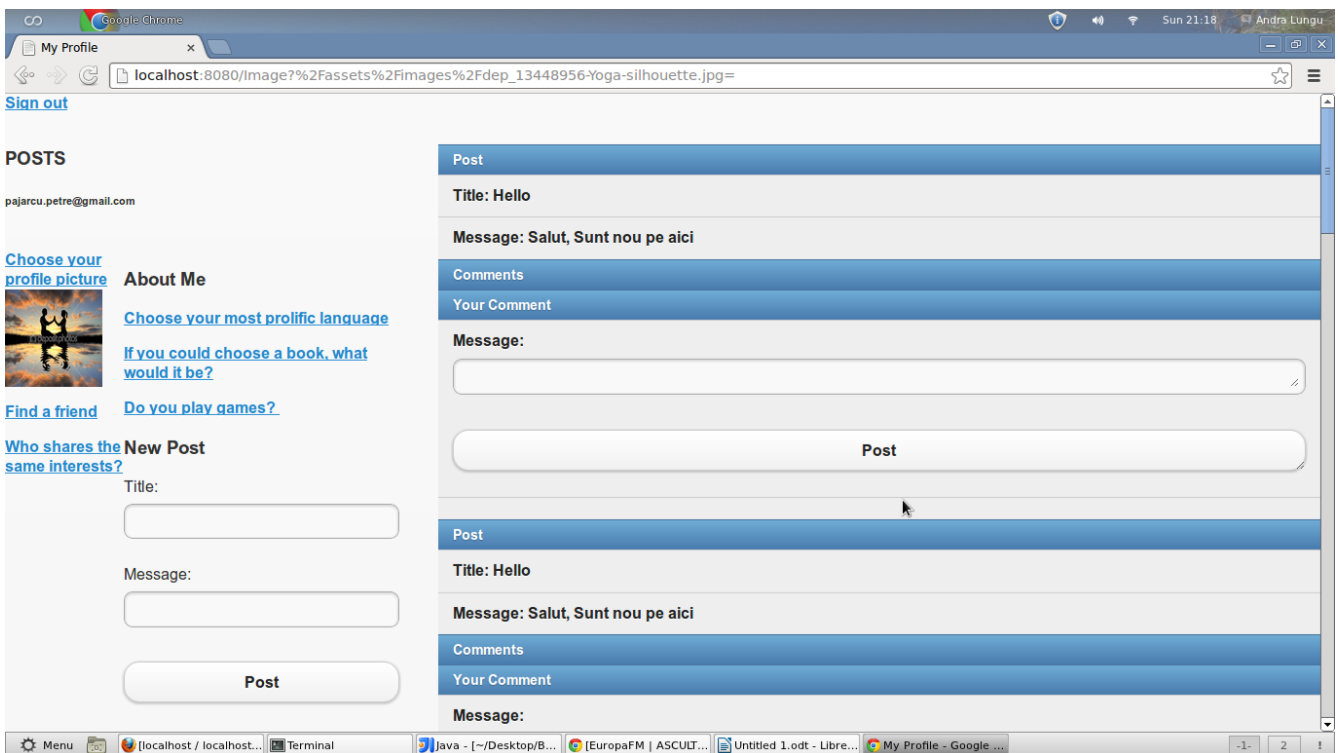 Google Chrome
Sun 21:18
Andra Lungu
My Profile
localhost:8080/Image?%2Fassets%2Fimages%2Fdep_13448956-Yoga-silhouette.jpg=
Sign out
POSTS
pajarcu.petre@gmail.com
Choose your
profile picture
Find a friend
Who shares the
same interests?
About Me
Choose your most prolific language
If you could choose a book, what
would it be?
Do you play games?
New Post
Title:
Message:
Post
Post
Title: Hello
Message: Salut, Sunt nou pe aici
Comments
Your Comment
Message:
Post
Post
Title: Hello
Message: Salut, Sunt nou pe aici
Comments
Your Comment
Message:
Menu
[localhost / localhost...
Terminal
Java - [~/Desktop/B...
[EuropaFM | ASCULT...
Untitled 1.odt - Libre...
My Profile - Google ...
-1-
2
!